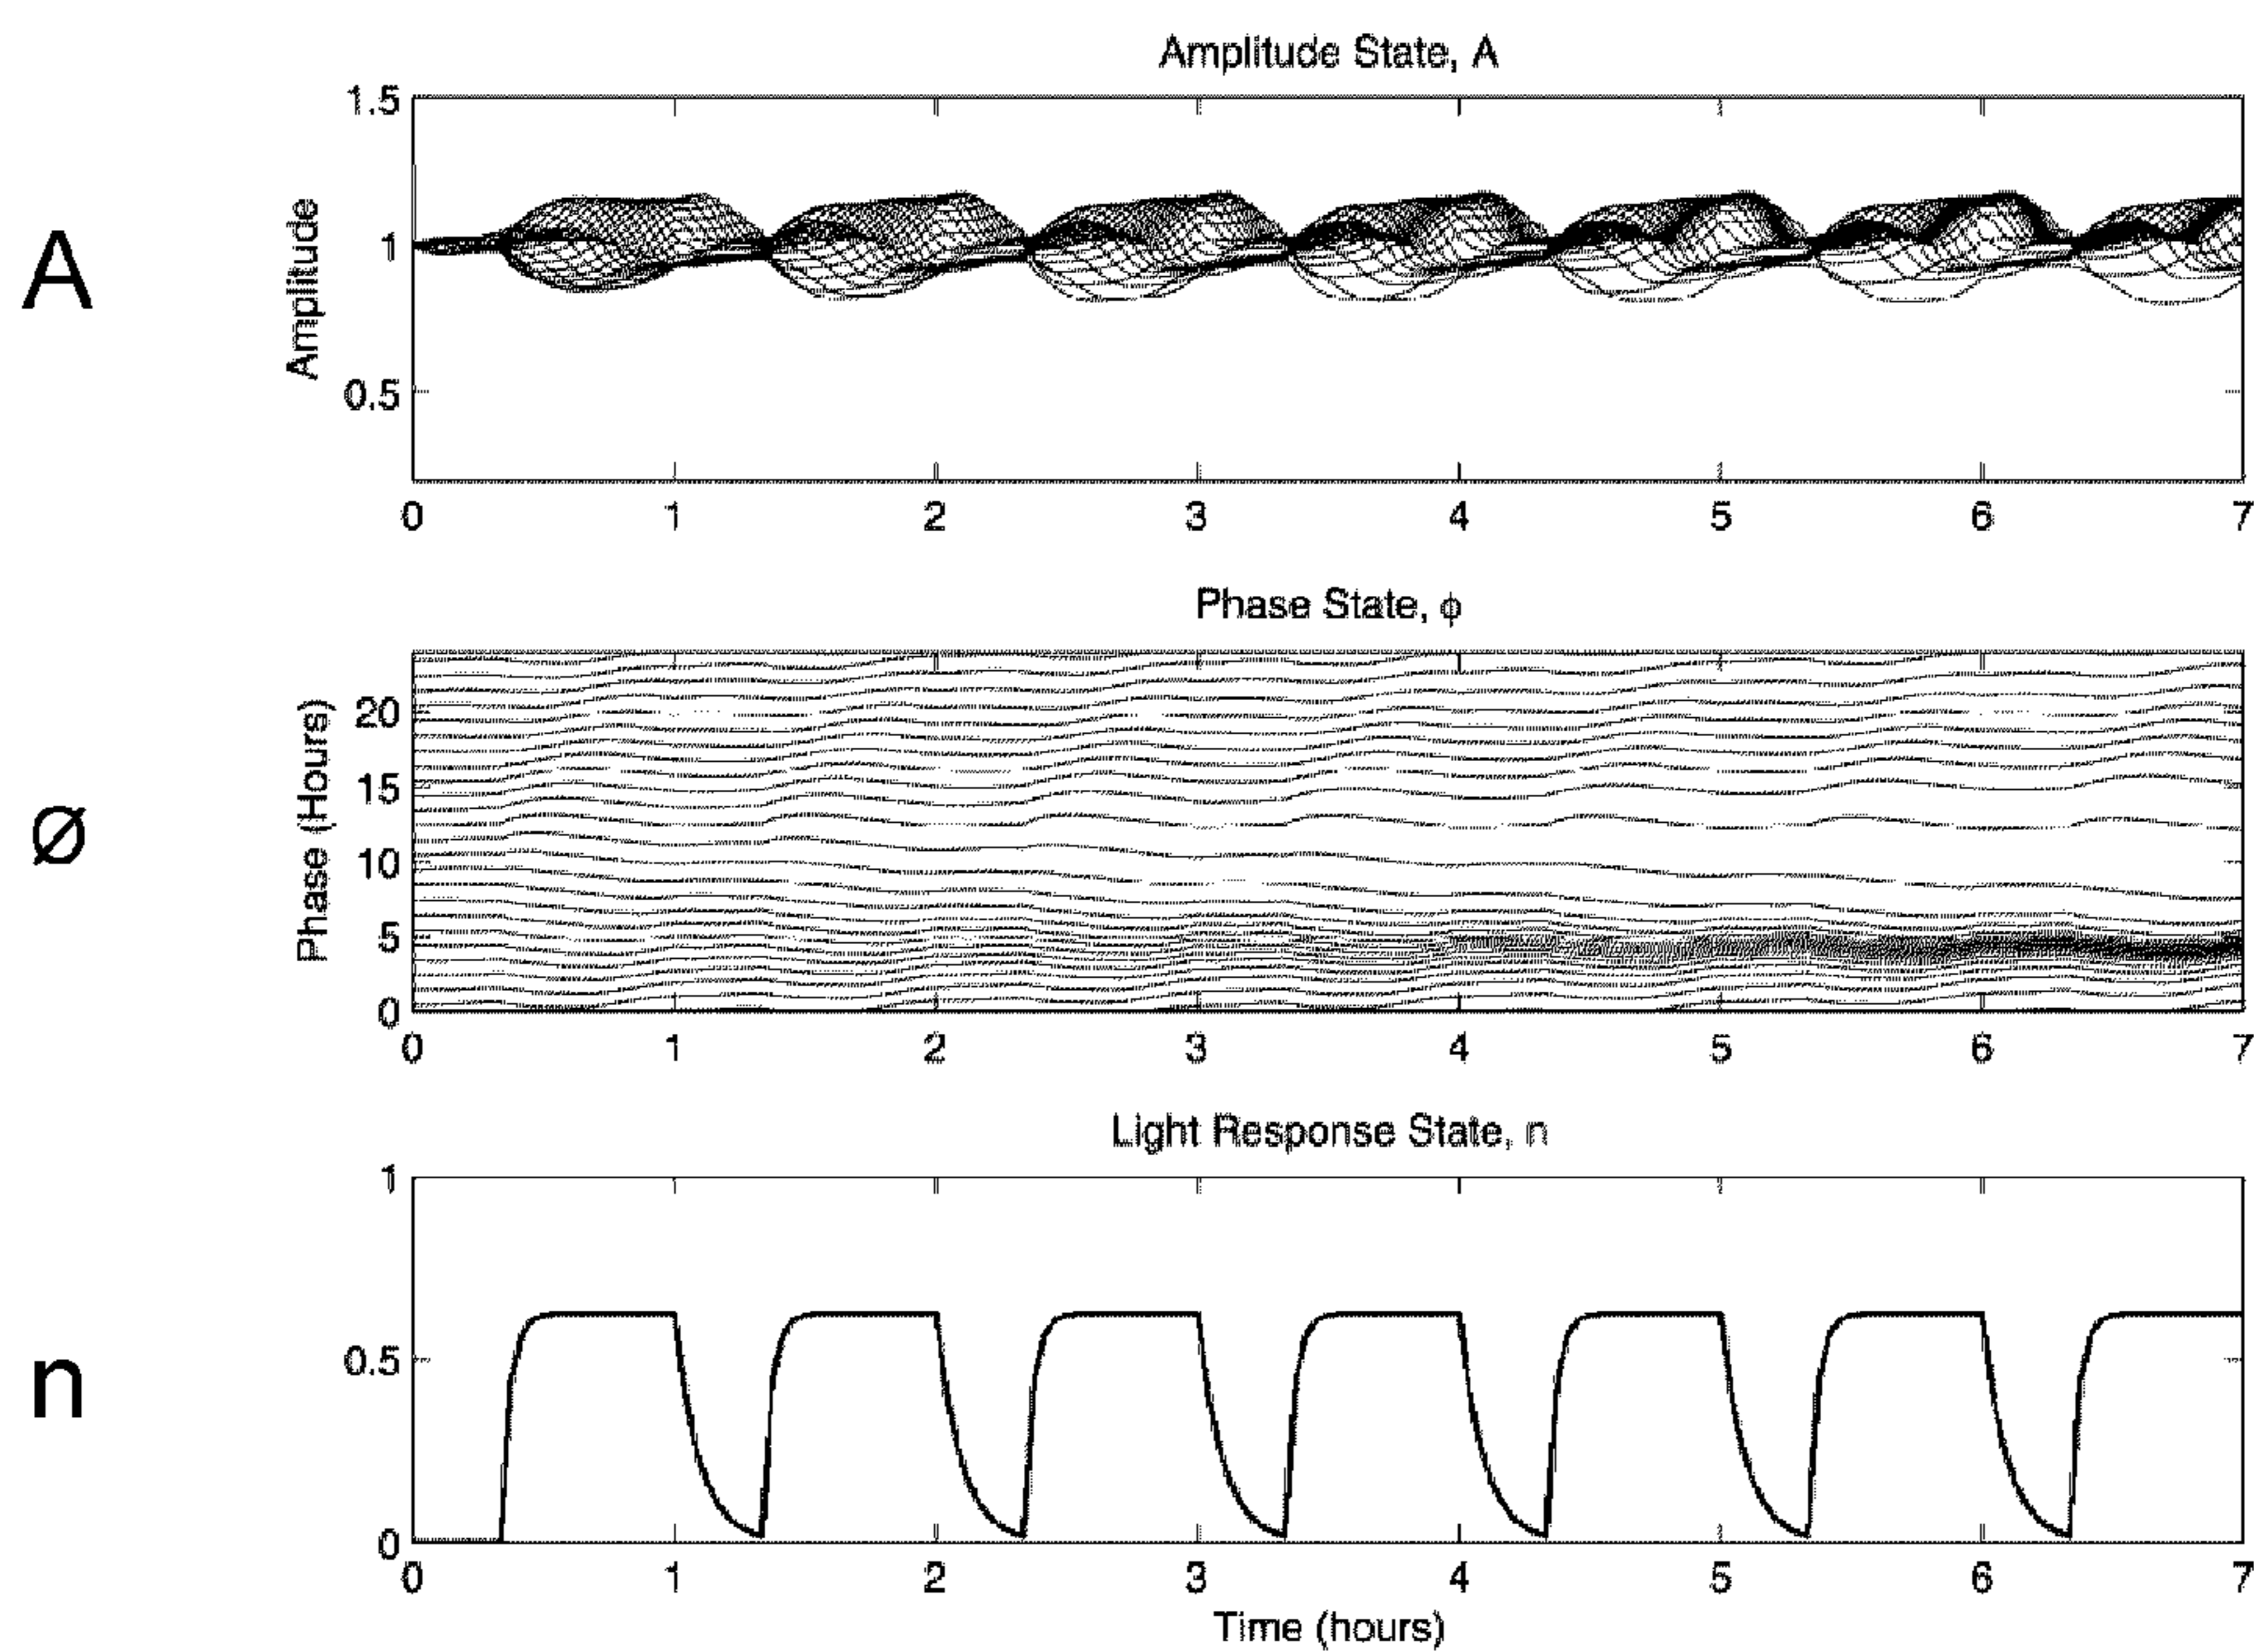 Amplitude State, A
A
Amplitude
1.5
1
0.5
0 1 2 3 4 5 6 7
Phase State, ϕ
Ø
Phase (Hours)
20
15
10
5
0
0 1 2 3 4 5 6 7
Light Response State, n
n
1
0.5
0
0 1 2 3 4 5 6 7
Time (hours)